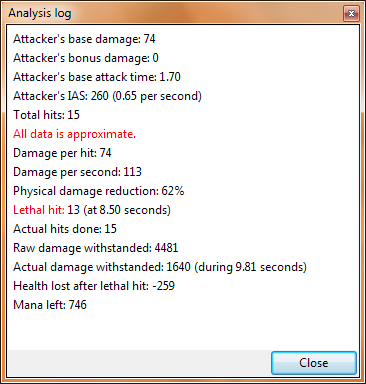 Analysis log
Attacker's base damage: 74
Attacker's bonus damage: 0
Attacker's base attack time: 1.70
Attacker's IAS: 260 (0.65 per second)
Total hits: 15
All data is approximate.
Damage per hit: 74
Damage per second: 113
Physical damage reduction: 62%
Lethal hit: 13 (at 8.50 seconds)
Actual hits done: 15
Raw damage withstanded: 4481
Actual damage withstanded: 1640 (during 9.81 seconds)
Health lost after lethal hit: -259
Mana left: 746
Close